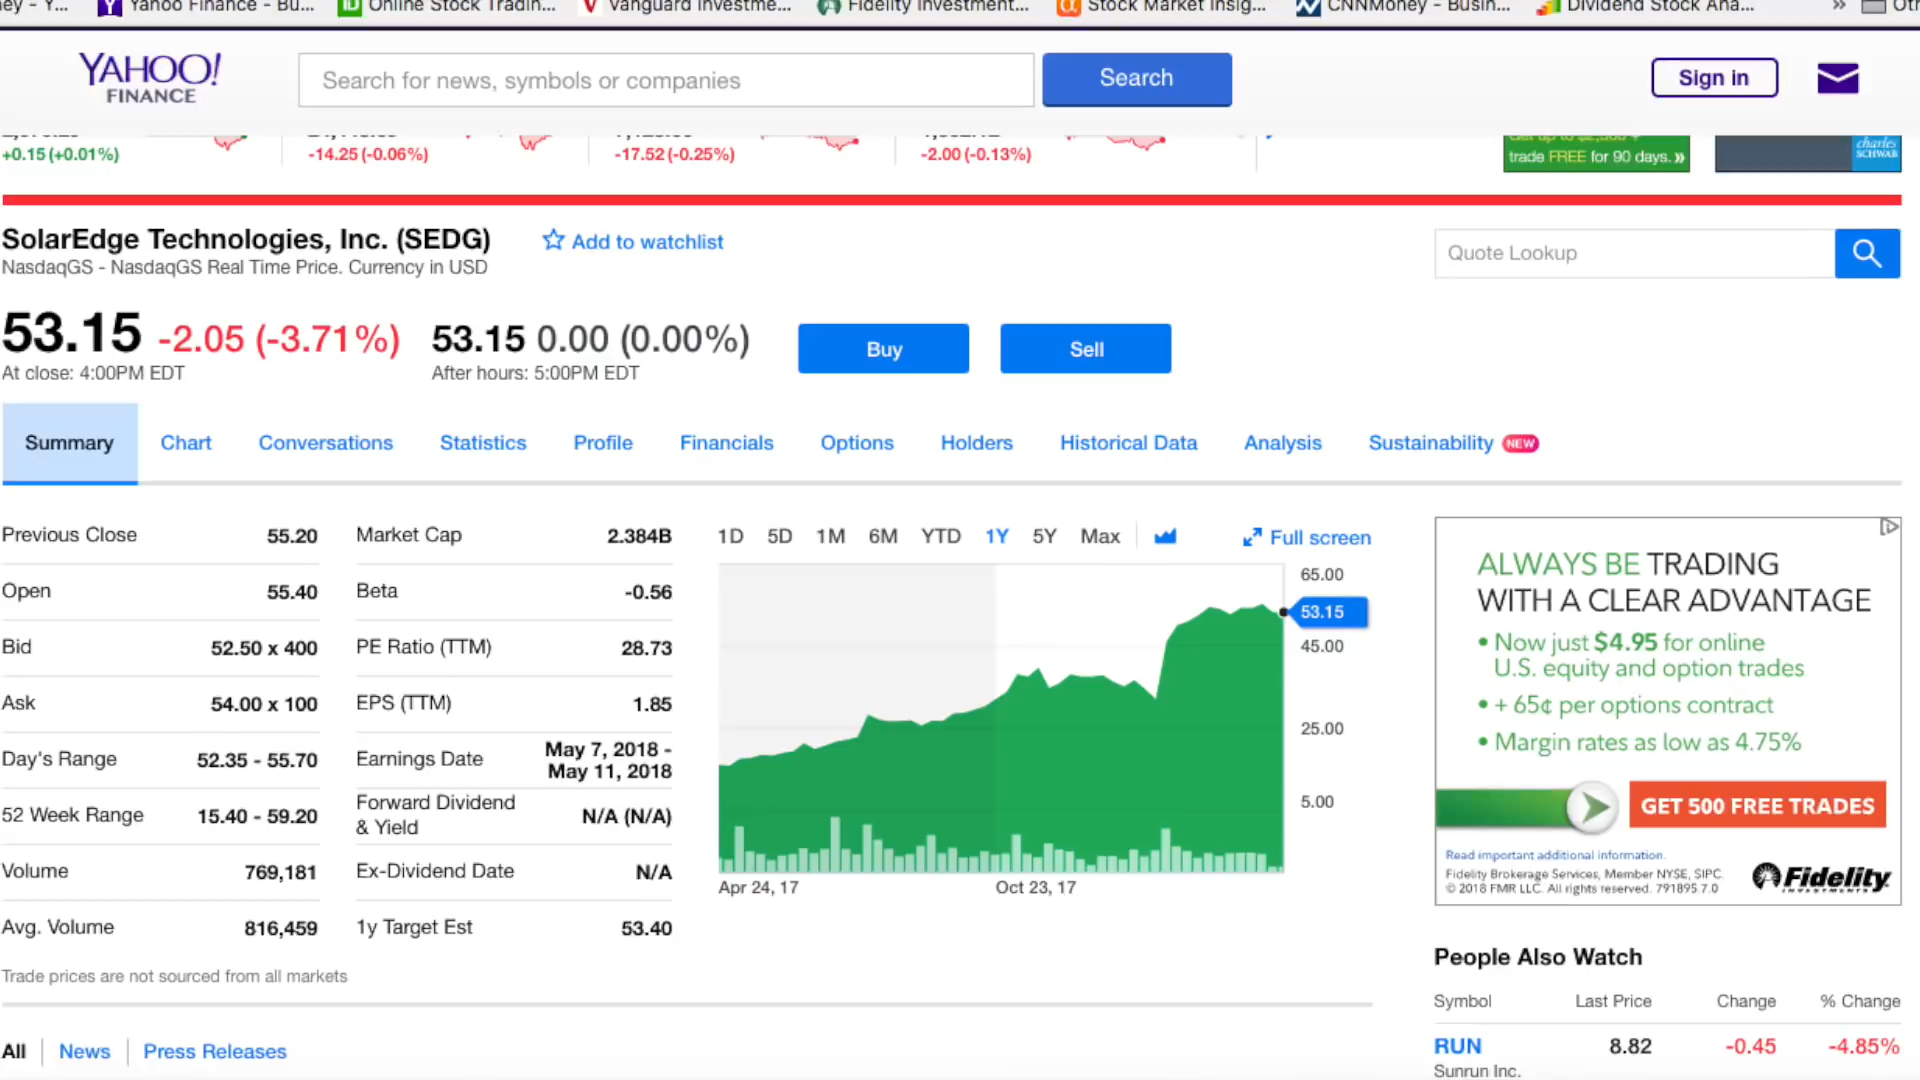 Yahoo Finance - Bu...
Online Stock Tradin...
Vanguard Investme...
Fidelity Investment...
Stock Market Insig...
CNNMoney - Busin...
Dividend Stock Ana...
»
YAHOO!
FINANCE
Search for news, symbols or companies
Search
Sign in
+0.15 (+0.01%)
-14.25 (-0.06%)
-17.52 (-0.25%)
-2.00 (-0.13%)
trade FREE for 90 days. »
charles
SCHWAB
SolarEdge Technologies, Inc. (SEDG)
Add to watchlist
NasdaqGS - NasdaqGS Real Time Price. Currency in USD
Quote Lookup
53.15 -2.05 (-3.71%)
At close: 4:00PM EDT
53.15 0.00 (0.00%)
After hours: 5:00PM EDT
Buy
Sell
Summary
Chart
Conversations
Statistics
Profile
Financials
Options
Holders
Historical Data
Analysis
Sustainability NEW
Previous Close 55.20
Open 55.40
Bid 52.50 x 400
Ask 54.00 x 100
Day's Range 52.35 - 55.70
52 Week Range 15.40 - 59.20
Volume 769,181
Avg. Volume 816,459
Market Cap 2.384B
Beta -0.56
PE Ratio (TTM) 28.73
EPS (TTM) 1.85
Earnings Date May 7, 2018 -
May 11, 2018
Forward Dividend
& Yield N/A (N/A)
Ex-Dividend Date N/A
1y Target Est 53.40
Trade prices are not sourced from all markets
1D 5D 1M 6M YTD 1Y 5Y Max
Full screen
65.00
53.15
45.00
25.00
5.00
Apr 24, 17
Oct 23, 17
ALWAYS BE TRADING
WITH A CLEAR ADVANTAGE
• Now just $4.95 for online
U.S. equity and option trades
• + 65¢ per options contract
• Margin rates as low as 4.75%
GET 500 FREE TRADES
Read important additional information.
Fidelity Brokerage Services, Member NYSE, SIPC.
© 2018 FMR LLC. All rights reserved. 791895.7.0
Fidelity
INVESTMENTS
People Also Watch
Symbol Last Price Change % Change
RUN 8.82 -0.45 -4.85%
Sunrun Inc.
All
News
Press Releases